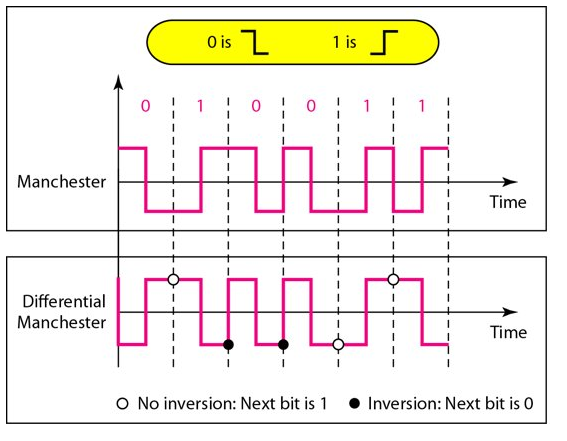 0 is 1 is
0 1 0 0 1 1
Manchester
Time
Differential
Manchester
Time
No inversion: Next bit is 1 Inversion: Next bit is 0